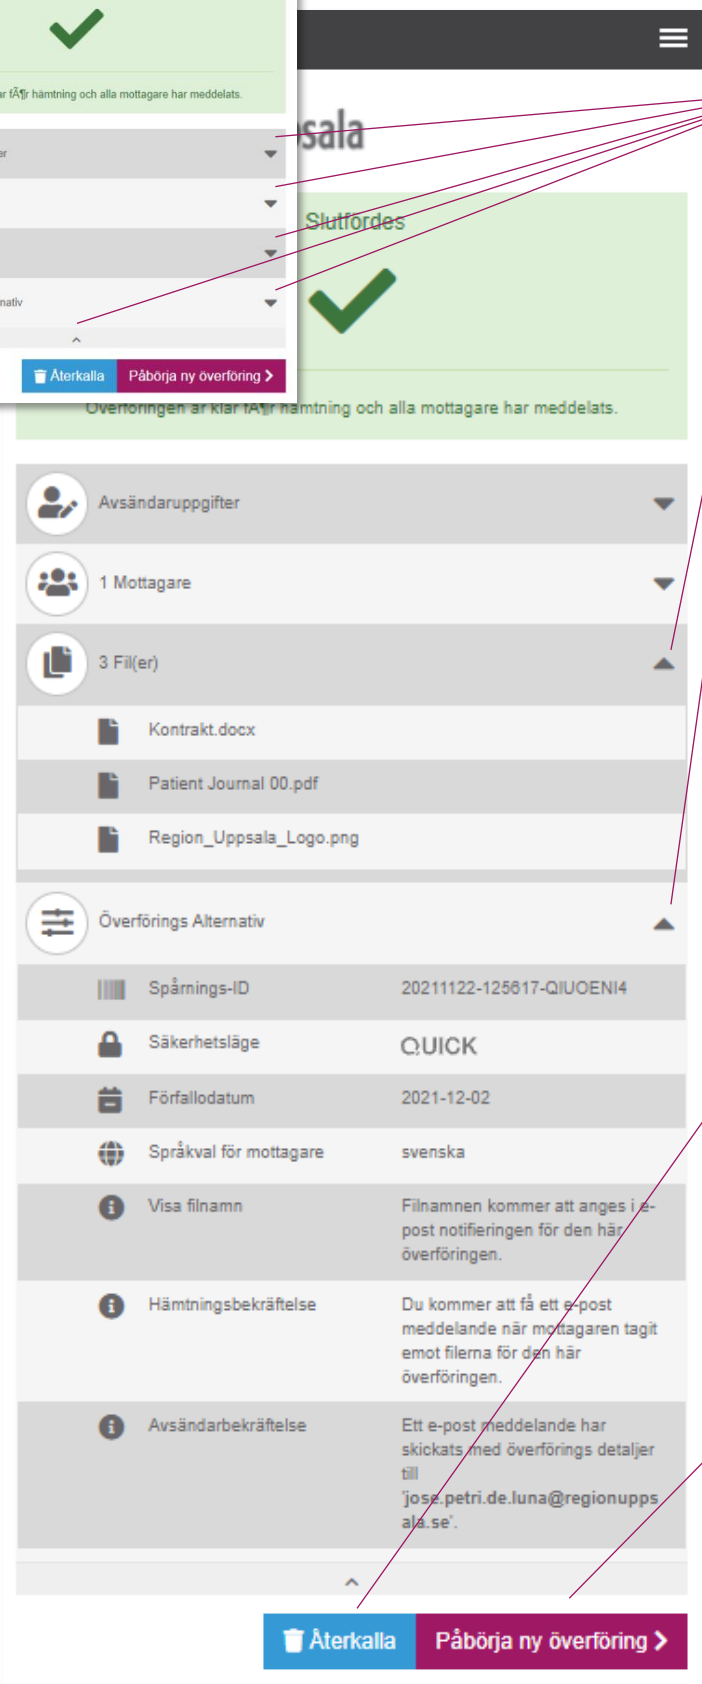 ar fÃ¶r hämtning och alla mottagare har meddelats.
er
nativ
Återkalla
Påbörja ny överföring
sala
Slutfördes
Överföringen är klar fÃ¶r hämtning och alla mottagare har meddelats.
Avsändaruppgifter
1 Mottagare
3 Fil(er)
Kontrakt.docx
Patient Journal 00.pdf
Region_Uppsala_Logo.png
Överförings Alternativ
Spårnings-ID
20211122-125617-QIUOENI4
Säkerhetsläge
QUICK
Förfallodatum
2021-12-02
Språkval för mottagare
svenska
Visa filnamn
Filnamnen kommer att anges i e-
post notifieringen för den här
överföringen.
Hämtningsbekräftelse
Du kommer att få ett e-post
meddelande när mottagaren tagit
emot filerna för den här
överföringen.
Avsändarbekräftelse
Ett e-post meddelande har
skickats med överförings detaljer
till
'jose.petri.de.luna@regionupps
ala.se'.
Återkalla
Påbörja ny överföring